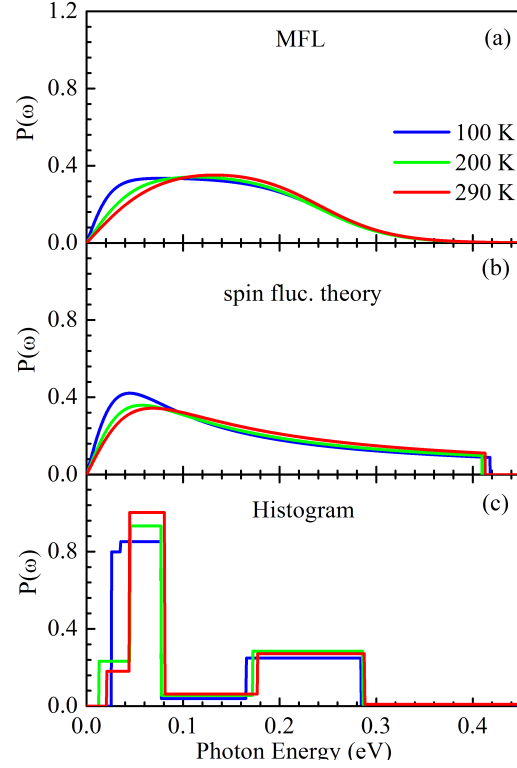 1.2
MFL
(a)
0.8
P(ω)
100 K
200 K
290 K
0.4
0.0
(b)
spin fluc. theory
0.8
P(ω)
0.4
0.0
(c)
Histogram
0.8
P(ω)
0.4
0.0
0.0 0.1 0.2 0.3 0.4
Photon Energy (eV)